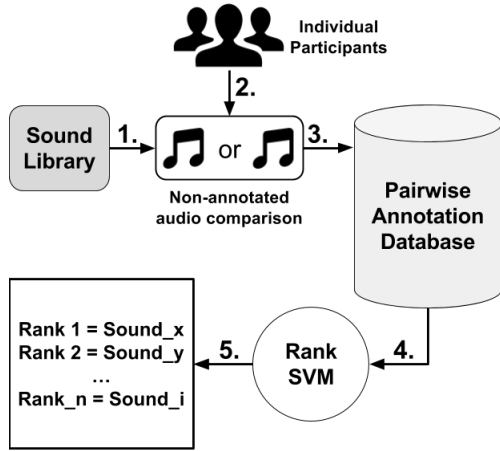 Individual
Participants
2.
Sound
Library
1.
or
3.
Non-annotated
audio comparison
Pairwise
Annotation
Database
4.
Rank
SVM
5.
Rank 1 = Sound_x
Rank 2 = Sound_y
...
Rank_n = Sound_i